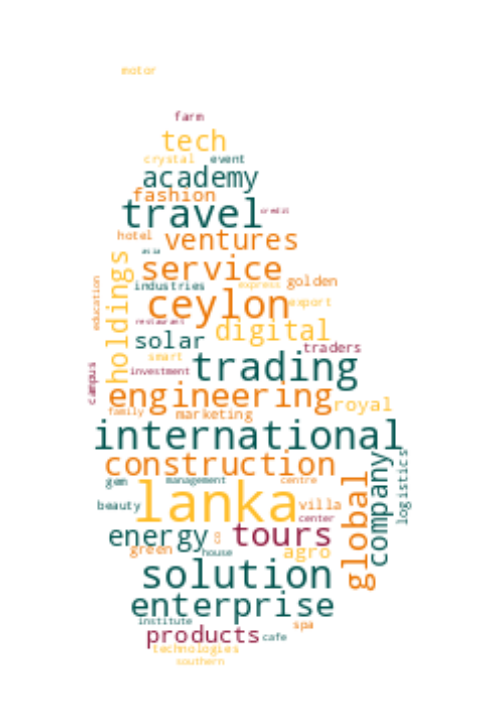 motor
farm
tech
crystal event
academy
fashion
travel credit
hotel ventures
asia
service
holdings
education
industries express golden
ceylon export
restaurant digital
solar traders
smart
campus investment trading
engineering royal
family marketing
international
construction
company
logistics
global
gem management centre
lanka
beauty villa
center
energy tours
green house agro
solution
enterprise
institute spa
products cafe
technologies
southern